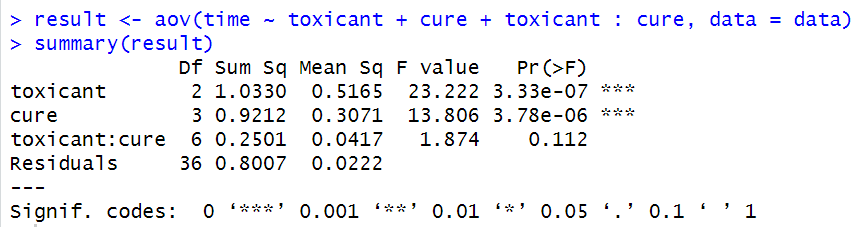 > result <- aov(time ~ toxicant + cure + toxicant : cure, data = data)
> summary(result)
              Df Sum Sq Mean Sq F value   Pr(>F)
toxicant       2 1.0330  0.5165  23.222 3.33e-07 ***
cure           3 0.9212  0.3071  13.806 3.78e-06 ***
toxicant:cure  6 0.2501  0.0417   1.874    0.112
Residuals     36 0.8007  0.0222
---
Signif. codes:  0 ‘***’ 0.001 ‘**’ 0.01 ‘*’ 0.05 ‘.’ 0.1 ‘ ’ 1